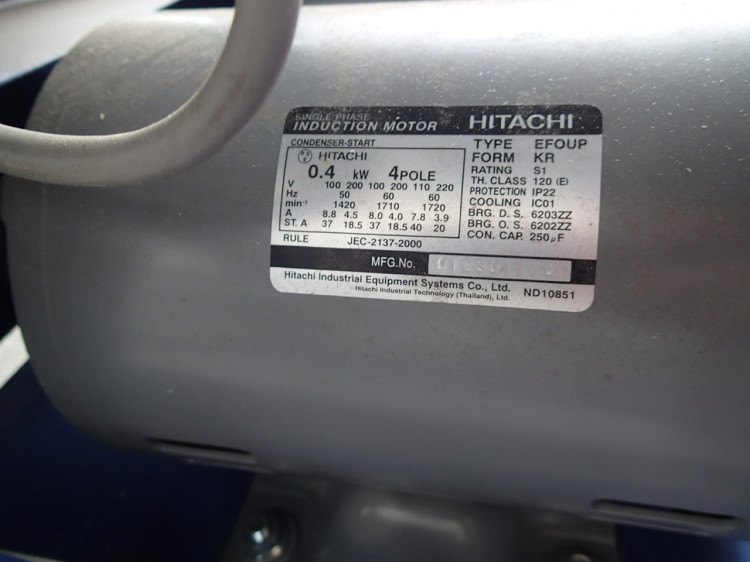 SINGLE PHASE
INDUCTION MOTOR HITACHI
CONDENSER-START
HITACHI
0.4 kW 4POLE
V 100 200 100 200 110 220
Hz 50 60 60
min⁻¹ 1420 1710 1720
A 8.8 4.5 8.0 4.0 7.8 3.9
ST. A 37 18.5 37 18.5 40 20
RULE JEC-2137-2000
TYPE EFOUP
FORM KR
RATING S1
TH. CLASS 120 (E)
PROTECTION IP22
COOLING IC01
BRG. D. S. 6203ZZ
BRG. O. S. 6202ZZ
CON. CAP. 250μF
MFG.No.
Hitachi Industrial Equipment Systems Co., Ltd.
Hitachi Industrial Technology (Thailand), Ltd. ND10851